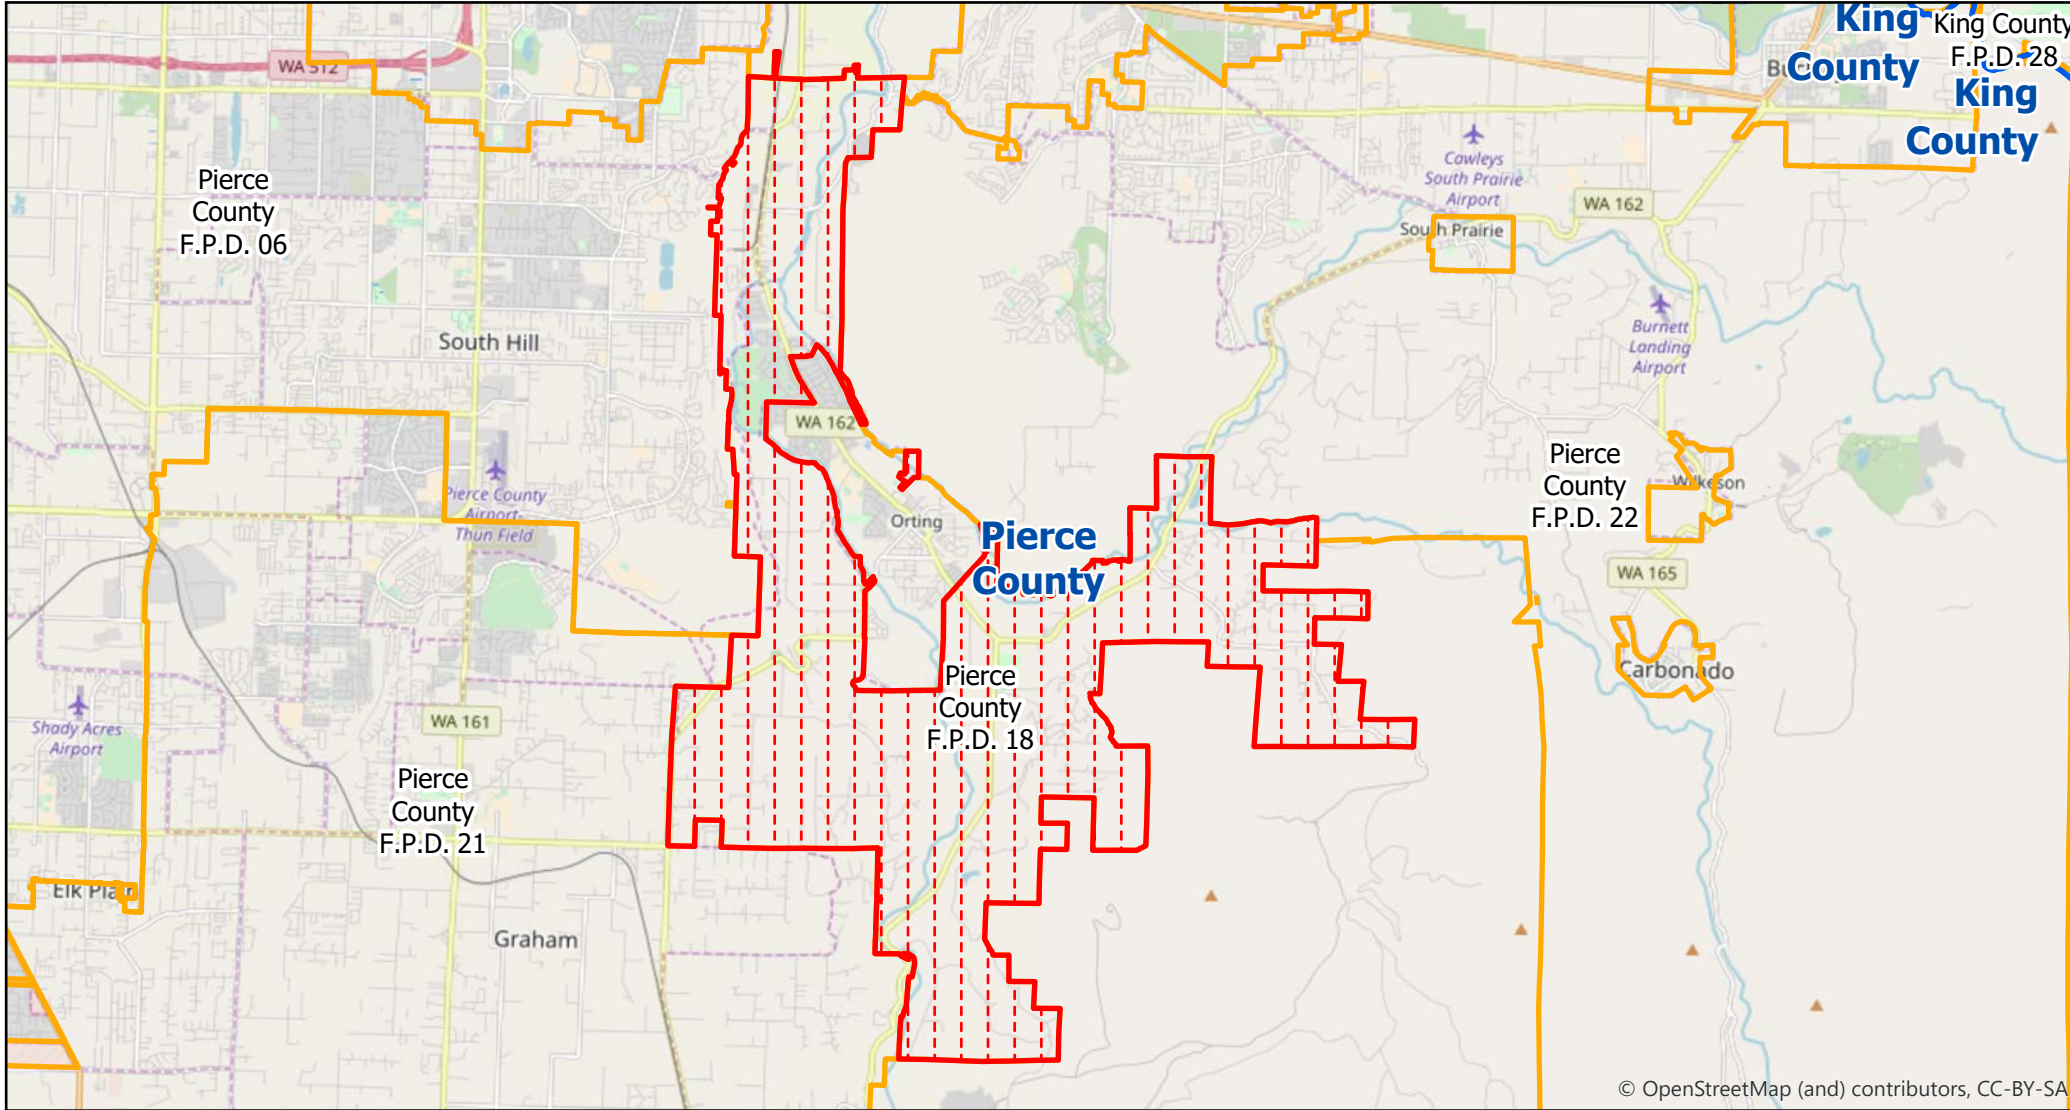 King
County
King County
F.P.D. 28
King
County
WA 512
Pierce
County
F.P.D. 06
Cawleys
South Prairie
Airport
WA 162
South Prairie
Burnett
Landing
Airport
South Hill
WA 162
Pierce County
Airport-
Thun Field
Orting
Pierce
County
Pierce
County
F.P.D. 22
Wilkeson
WA 165
Carbonado
Pierce
County
F.P.D. 18
Shady Acres
Airport
WA 161
Pierce
County
F.P.D. 21
Elk Plain
Graham
© OpenStreetMap (and) contributors, CC-BY-SA